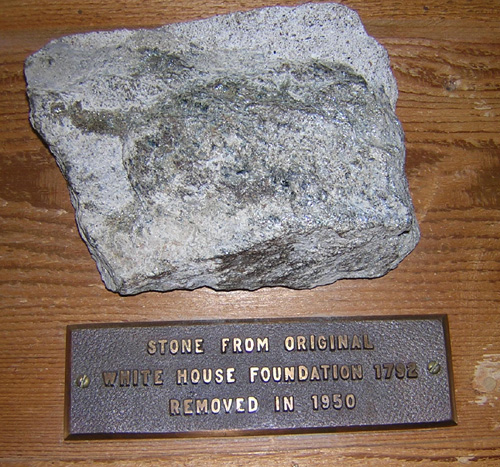 STONE FROM ORIGINAL
WHITE HOUSE FOUNDATION 1792
REMOVED IN 1950